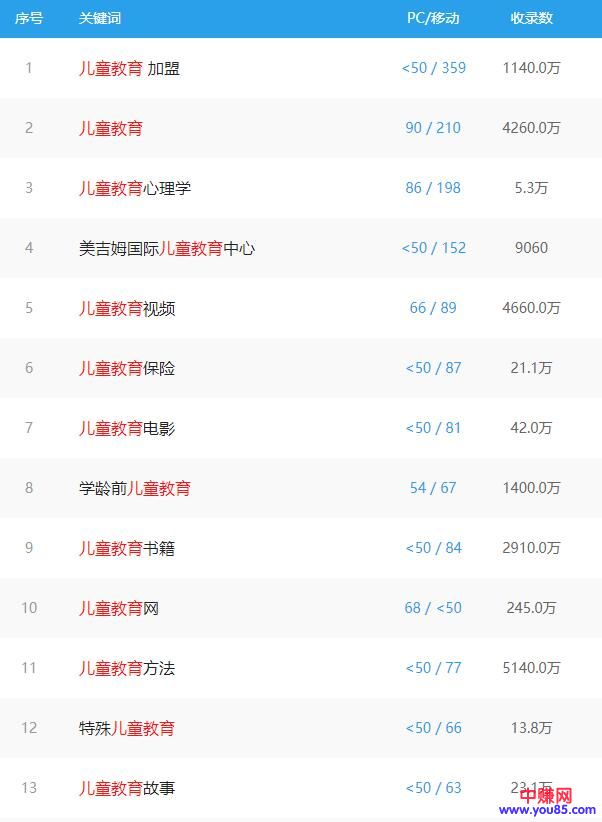 序号 关键词 PC/移动 收录数
1 儿童教育 加盟 <50 / 359 1140.0万
2 儿童教育 90 / 210 4260.0万
3 儿童教育心理学 86 / 198 5.3万
4 美吉姆国际儿童教育中心 <50 / 152 9060
5 儿童教育视频 66 / 89 4660.0万
6 儿童教育保险 <50 / 87 21.1万
7 儿童教育电影 <50 / 81 42.0万
8 学龄前儿童教育 54 / 67 1400.0万
9 儿童教育书籍 <50 / 84 2910.0万
10 儿童教育网 68 / <50 245.0万
11 儿童教育方法 <50 / 77 5140.0万
12 特殊儿童教育 <50 / 66 13.8万
13 儿童教育故事 <50 / 63 23.1万
中赚网
www.you85.com